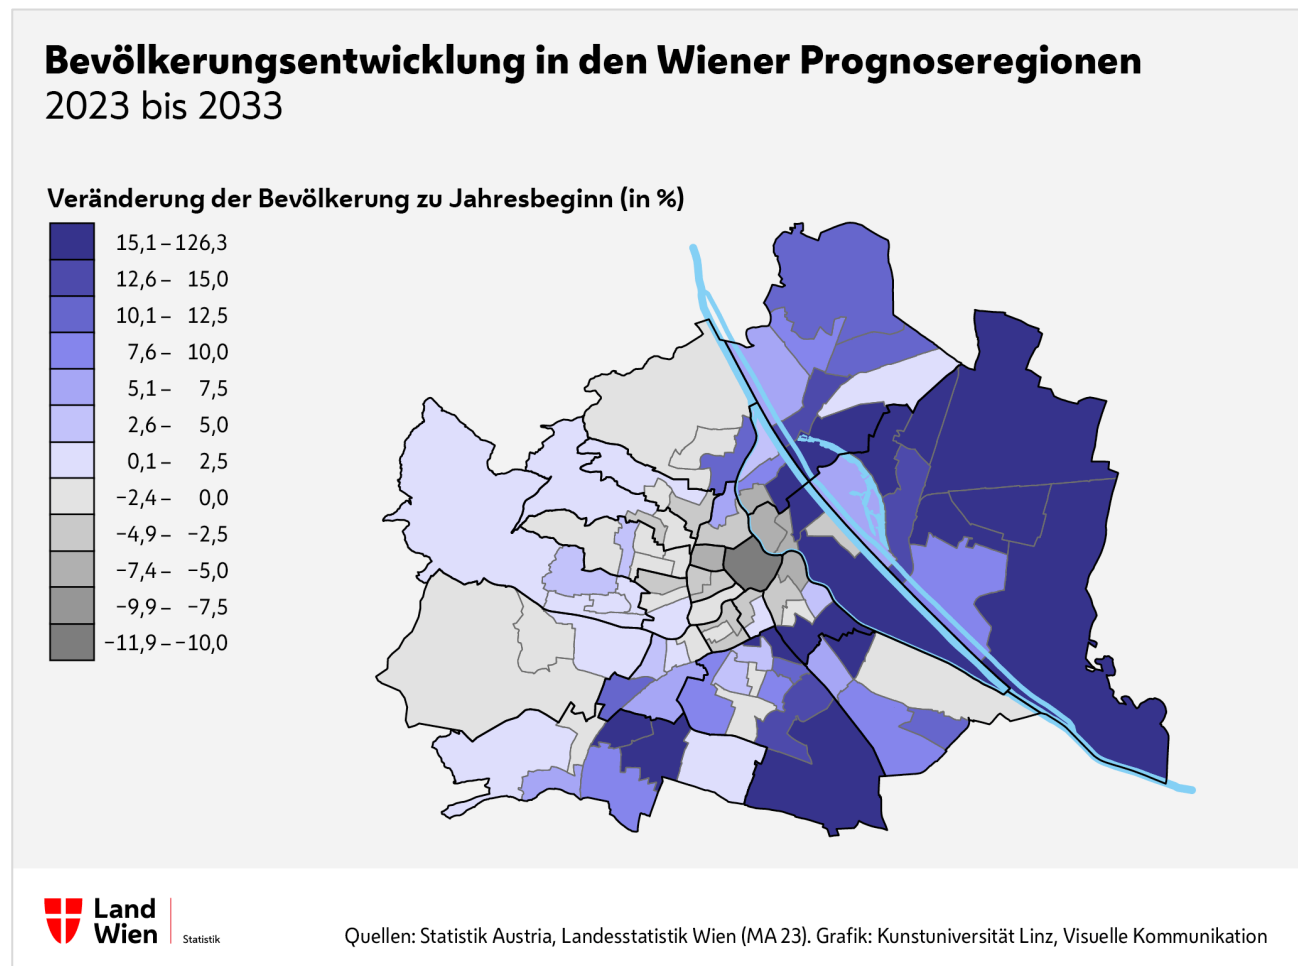 Bevölkerungsentwicklung in den Wiener Prognoseregionen
2023 bis 2033
Veränderung der Bevölkerung zu Jahresbeginn (in %)
15,1 – 126,3
12,6 – 15,0
10,1 – 12,5
7,6 – 10,0
5,1 – 7,5
2,6 – 5,0
0,1 – 2,5
−2,4 – 0,0
−4,9 – −2,5
−7,4 – −5,0
−9,9 – −7,5
−11,9 – −10,0
Land
Wien
Statistik
Quellen: Statistik Austria, Landesstatistik Wien (MA 23). Grafik: Kunstuniversität Linz, Visuelle Kommunikation